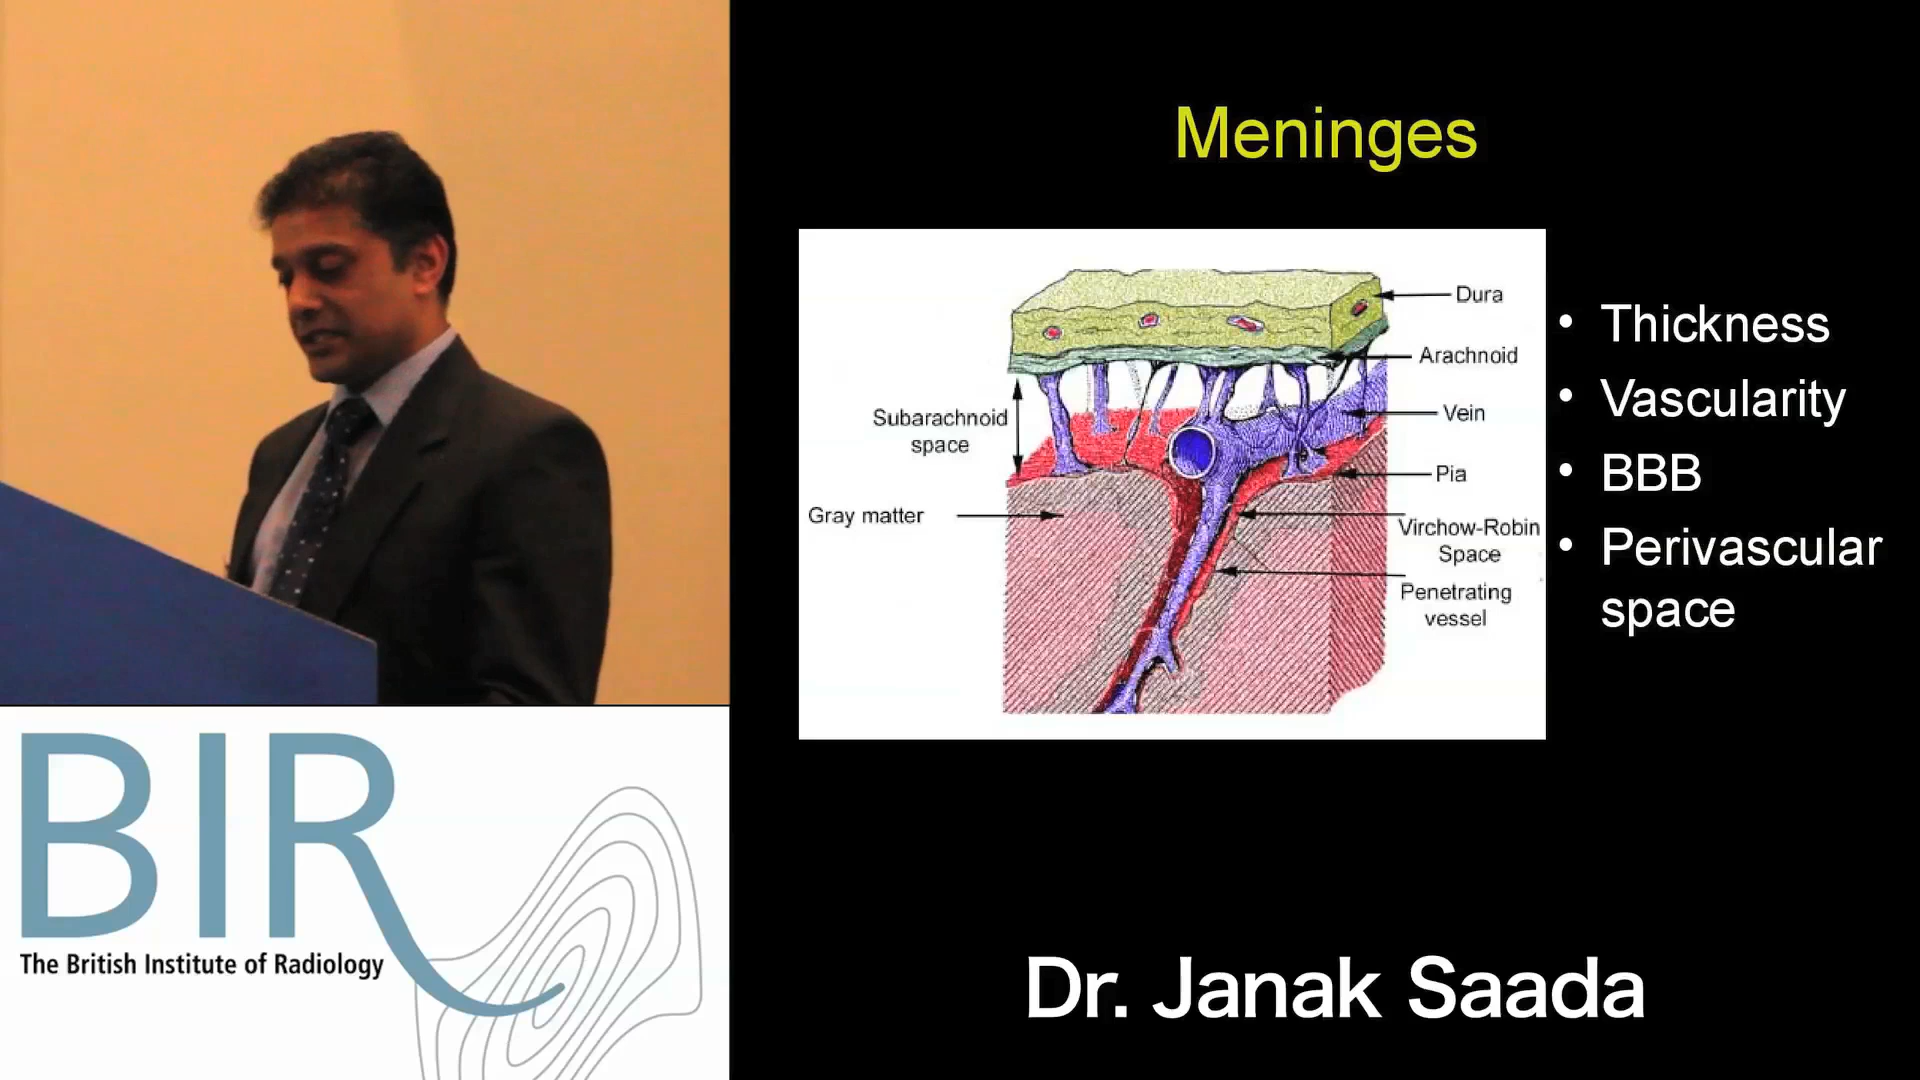 Meninges
Dura
Arachnoid
Vein
Subarachnoid
space
Pia
Gray matter
Virchow-Robin
Space
Penetrating
vessel
• Thickness
• Vascularity
• BBB
• Perivascular
space
BIR
The British Institute of Radiology
Dr. Janak Saada